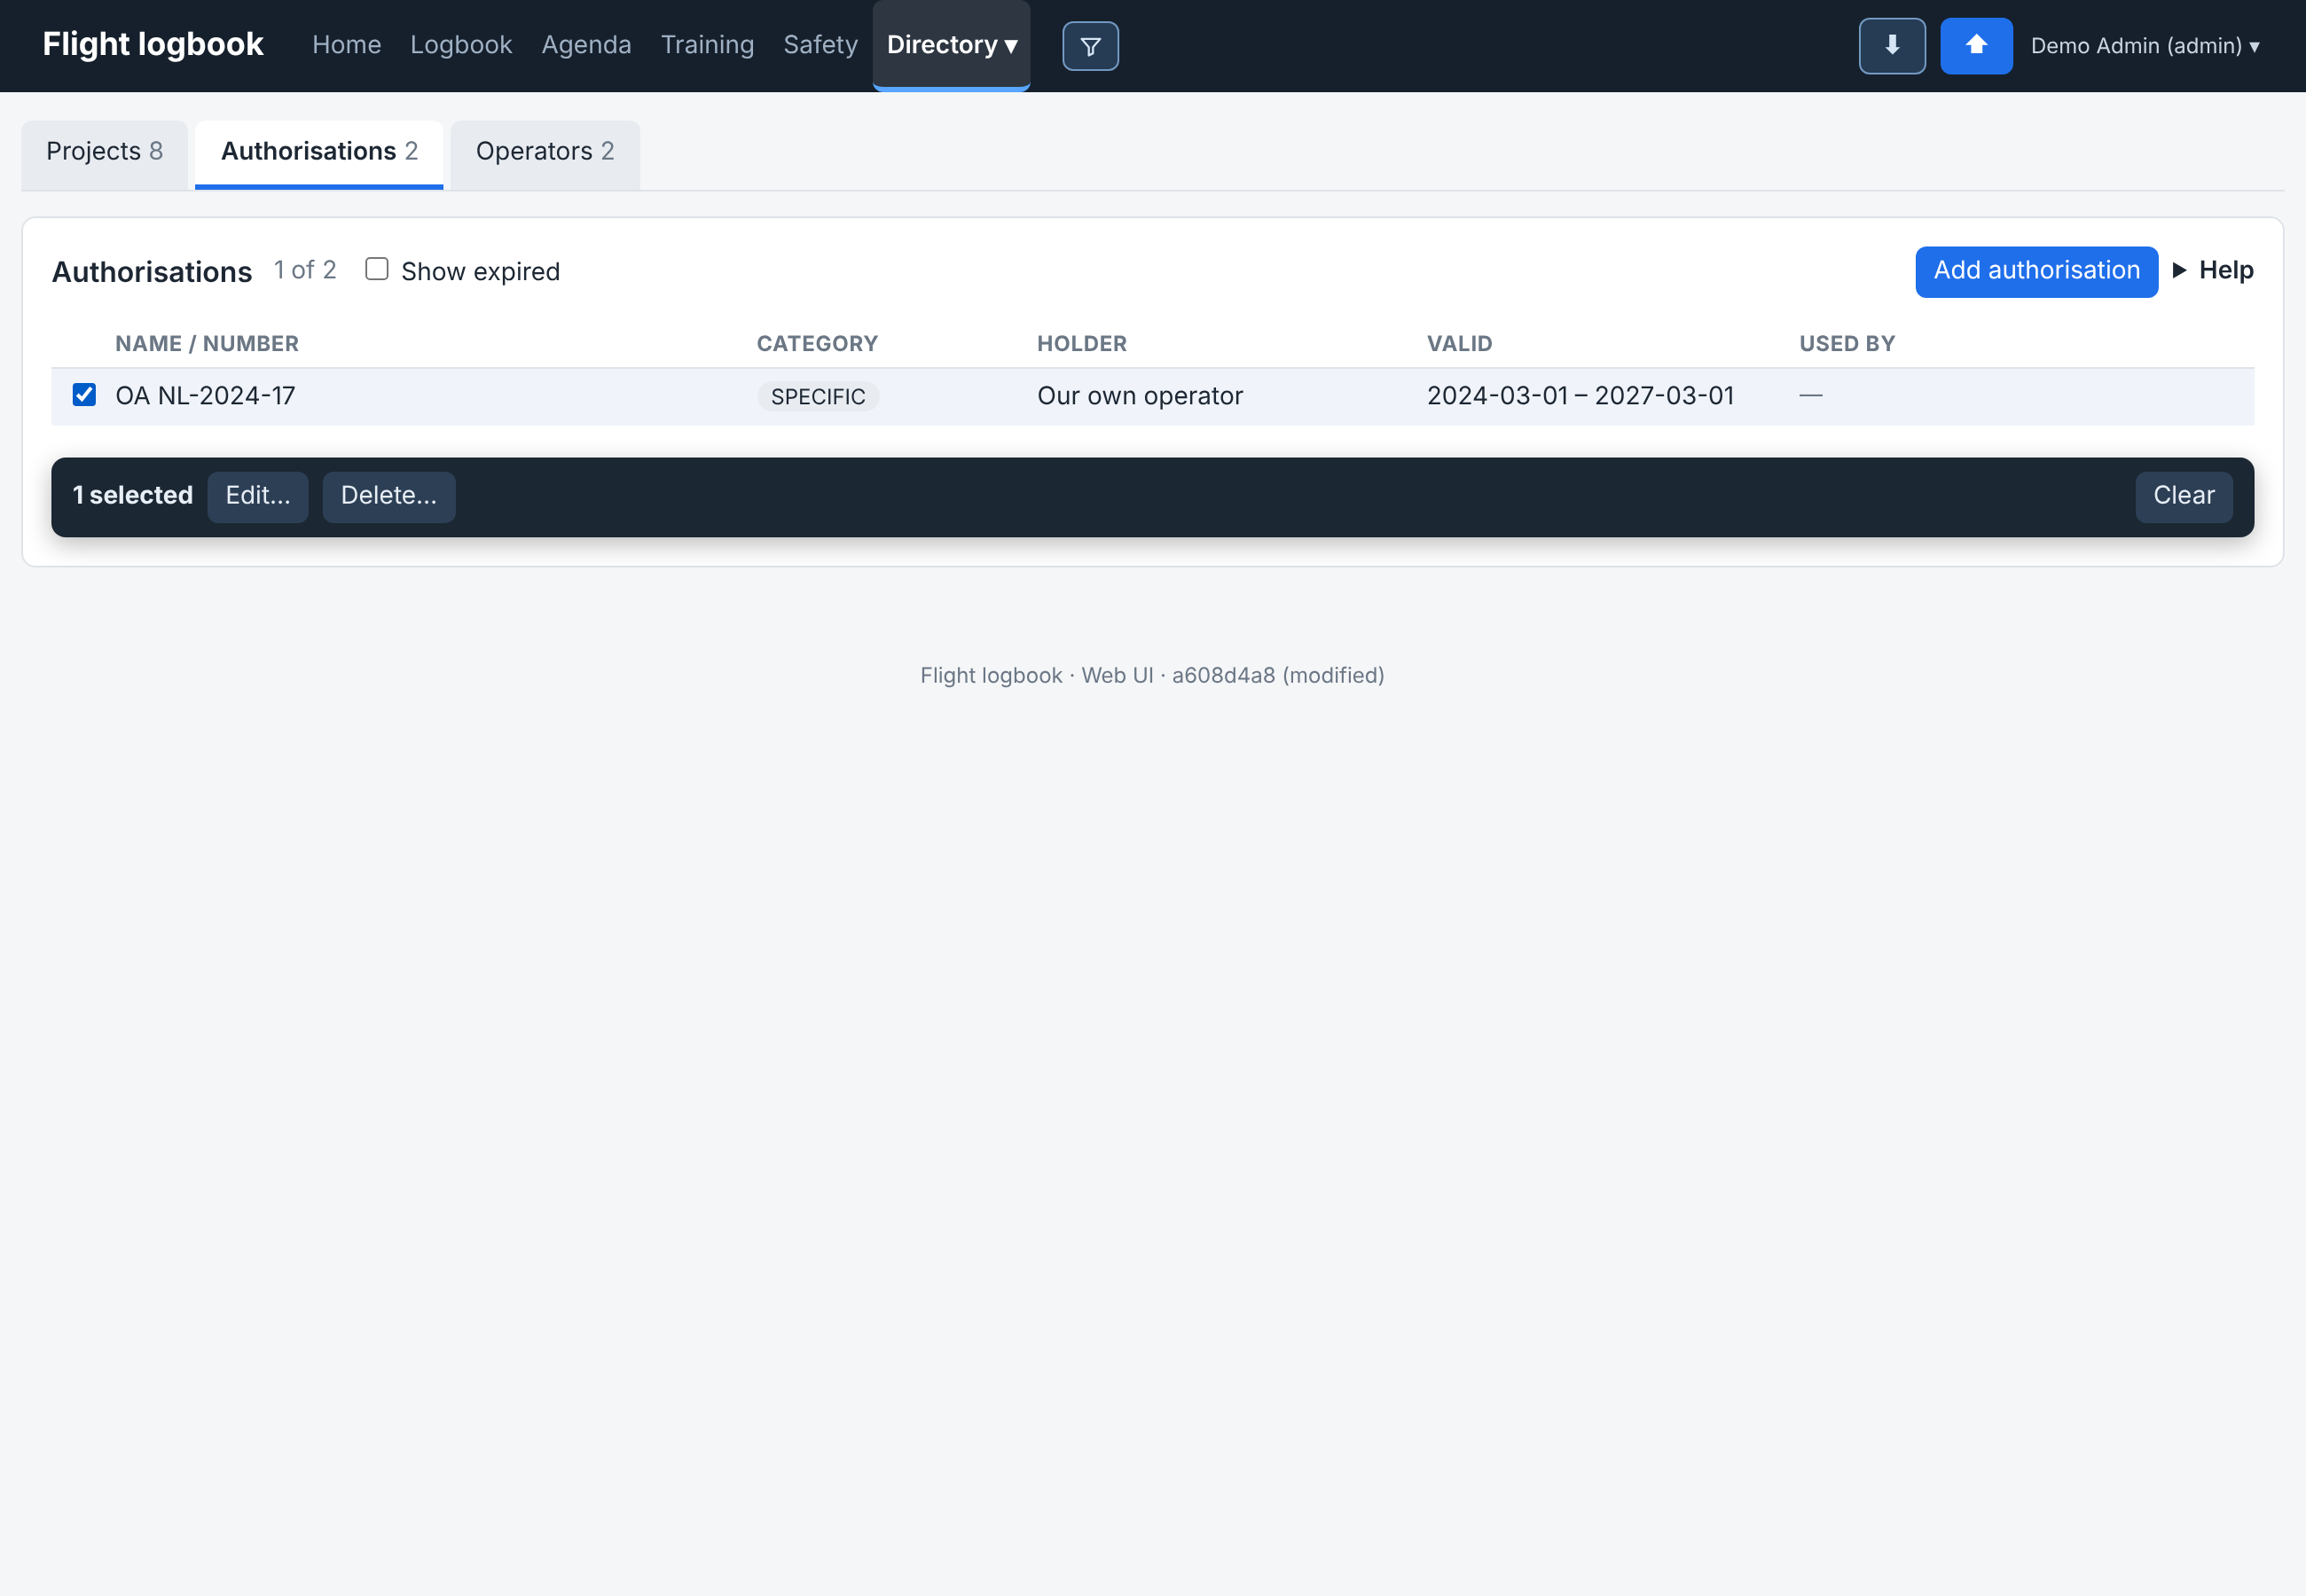 Flight logbook Home Logbook Agenda Training Safety Directory ▾ Demo Admin (admin) ▾
Projects 8 Authorisations 2 Operators 2
Authorisations 1 of 2 Show expired Add authorisation ▶ Help
NAME / NUMBER CATEGORY HOLDER VALID USED BY
OA NL-2024-17 SPECIFIC Our own operator 2024-03-01 – 2027-03-01 —
1 selected Edit... Delete... Clear
Flight logbook · Web UI · a608d4a8 (modified)